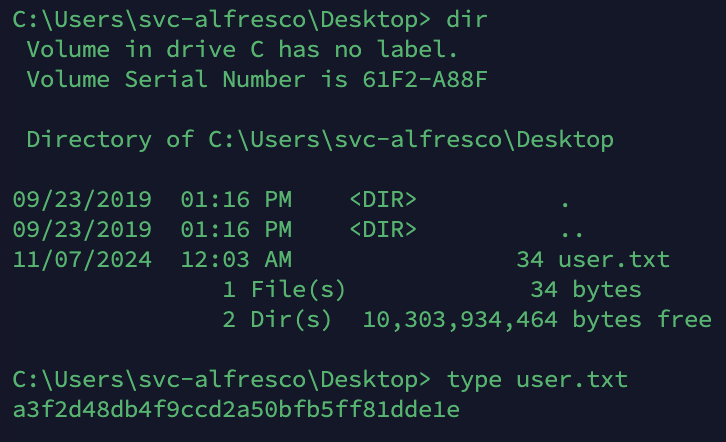 C:\Users\svc-alfresco\Desktop> dir
 Volume in drive C has no label.
 Volume Serial Number is 61F2-A88F

 Directory of C:\Users\svc-alfresco\Desktop

09/23/2019  01:16 PM    <DIR>          .
09/23/2019  01:16 PM    <DIR>          ..
11/07/2024  12:03 AM                34 user.txt
               1 File(s)             34 bytes
               2 Dir(s)  10,303,934,464 bytes free

C:\Users\svc-alfresco\Desktop> type user.txt
a3f2d48db4f9ccd2a50bfb5ff81dde1e